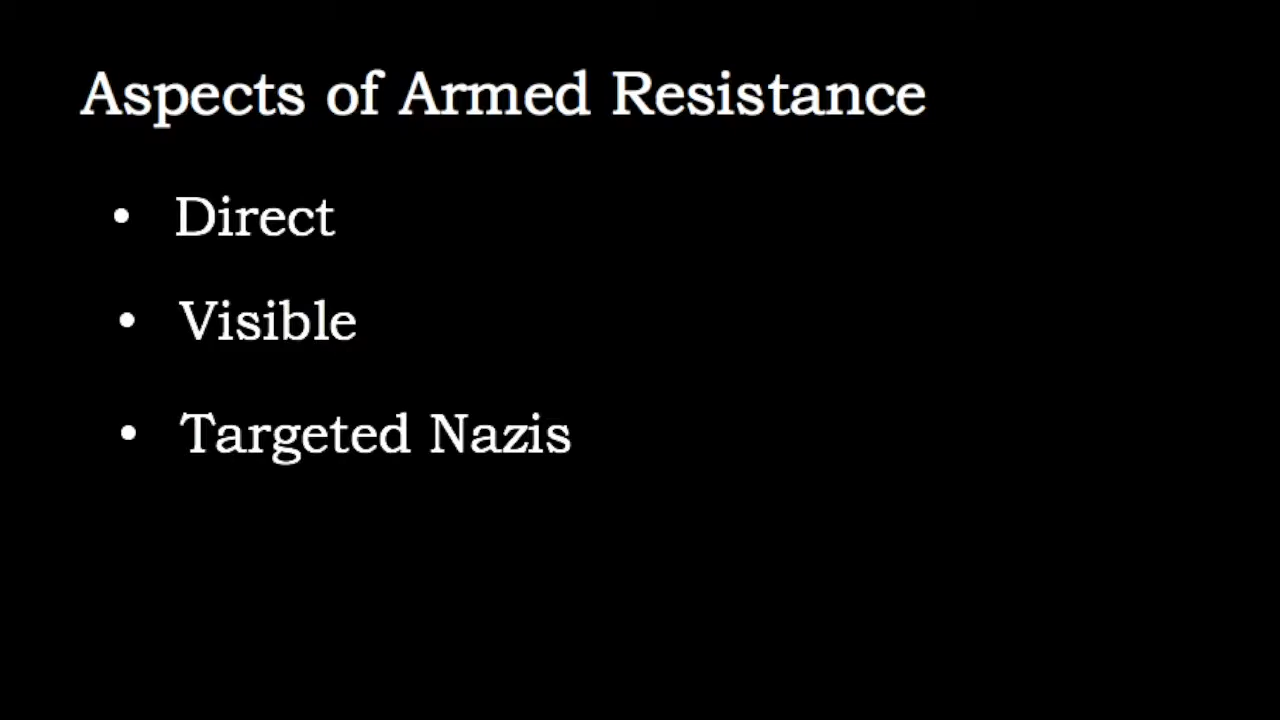 Aspects of Armed Resistance
• Direct
• Visible
• Targeted Nazis